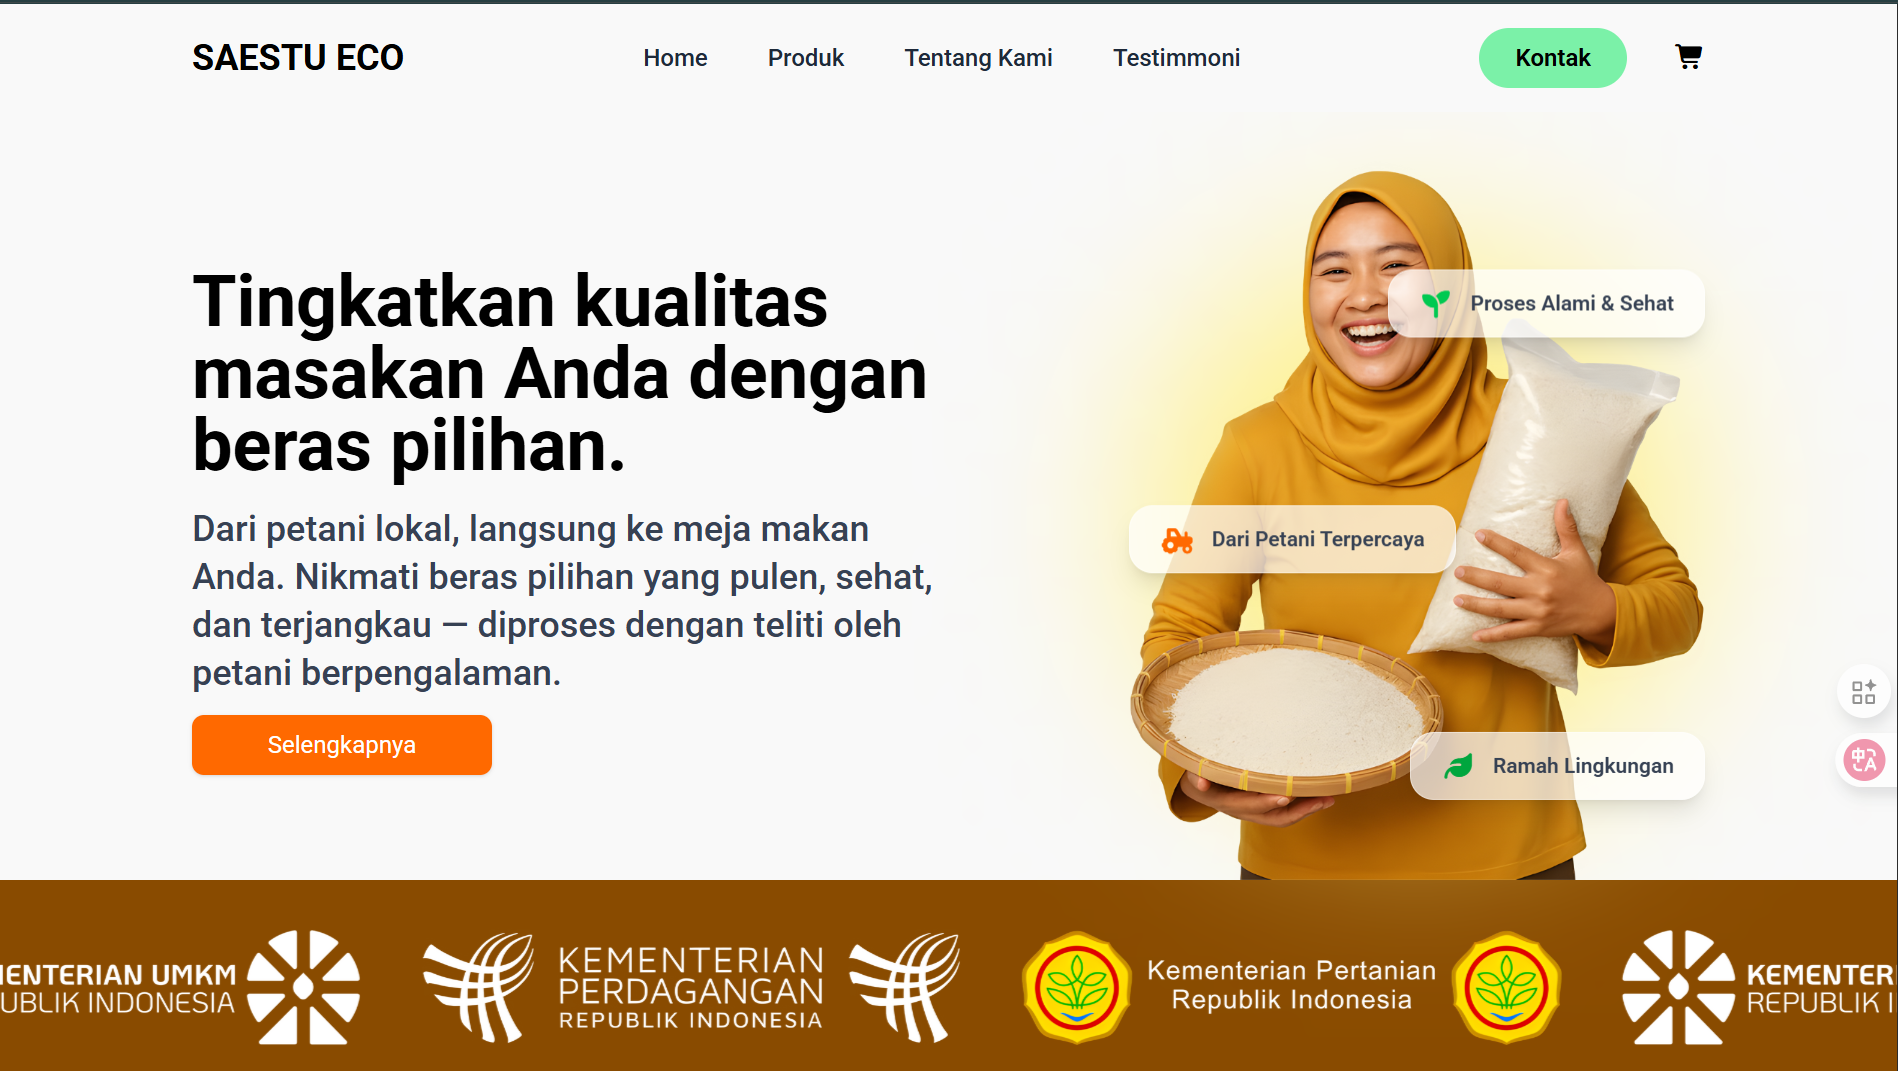 SAESTU ECO
Home
Produk
Tentang Kami
Testimmoni
Kontak
Tingkatkan kualitas
masakan Anda dengan
beras pilihan.
Dari petani lokal, langsung ke meja makan
Anda. Nikmati beras pilihan yang pulen, sehat,
dan terjangkau — diproses dengan teliti oleh
petani berpengalaman.
Selengkapnya
Proses Alami & Sehat
Dari Petani Terpercaya
Ramah Lingkungan
中A
IENTERIAN UMKM
UBLIK INDONESIA
KEMENTERIAN
PERDAGANGAN
REPUBLIK INDONESIA
Kementerian Pertanian
Republik Indonesia
KEMENTER
REPUBLIK I